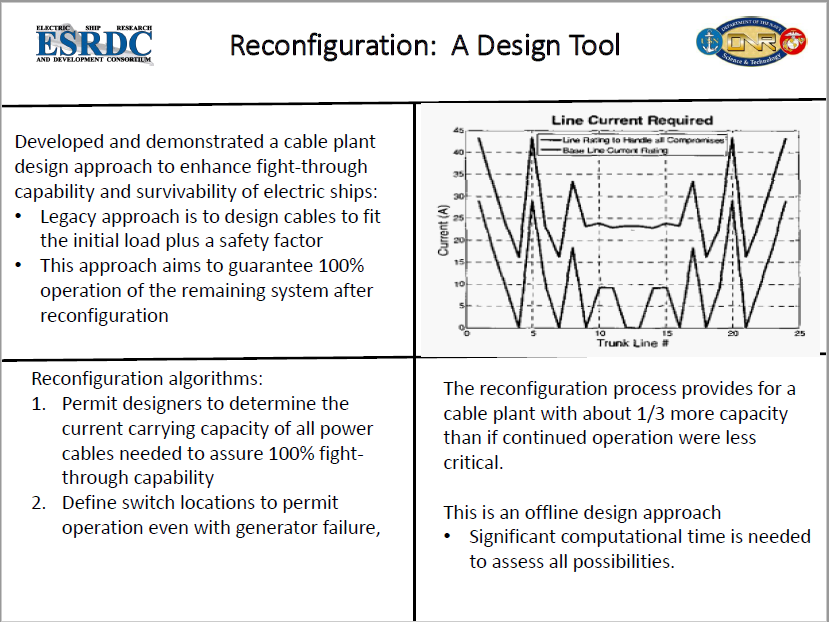 ELECTRIC SHIP RESEARCH
ESRDC
AND DEVELOPMENT CONSORTIUM
Reconfiguration: A Design Tool
DEPARTMENT OF THE NAVY
Science & Technology
Developed and demonstrated a cable plant
design approach to enhance fight-through
capability and survivability of electric ships:
• Legacy approach is to design cables to fit
the initial load plus a safety factor
• This approach aims to guarantee 100%
operation of the remaining system after
reconfiguration
Line Current Required
Line Rating to Handle all Compromises
Base Line Current Rating
Current (A)
45
40
35
30
25
20
15
10
5
0
0 5 10 15 20 25
Trunk Line #
Reconfiguration algorithms:
1. Permit designers to determine the
current carrying capacity of all power
cables needed to assure 100% fight-
through capability
2. Define switch locations to permit
operation even with generator failure,
The reconfiguration process provides for a
cable plant with about 1/3 more capacity
than if continued operation were less
critical.
This is an offline design approach
• Significant computational time is needed
to assess all possibilities.